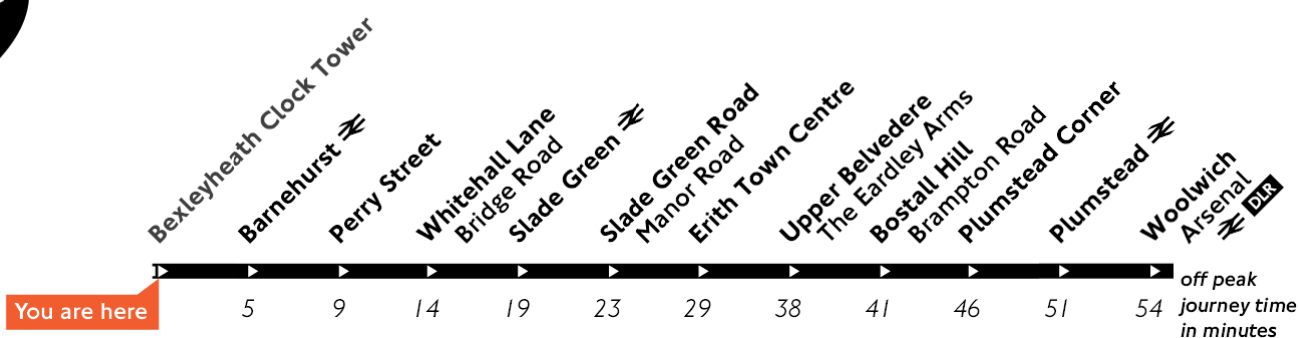 Bexleyheath Clock Tower
Barnehurst
Perry Street
Whitehall Lane
Bridge Road
Slade Green
Slade Green Road
Manor Road
Erith Town Centre
Upper Belvedere
The Eardley Arms
Bostall Hill
Brampton Road
Plumstead Corner
Plumstead
Woolwich
Arsenal
DLR
You are here
5 9 14 19 23 29 38 41 46 51 54
off peak
journey time
in minutes